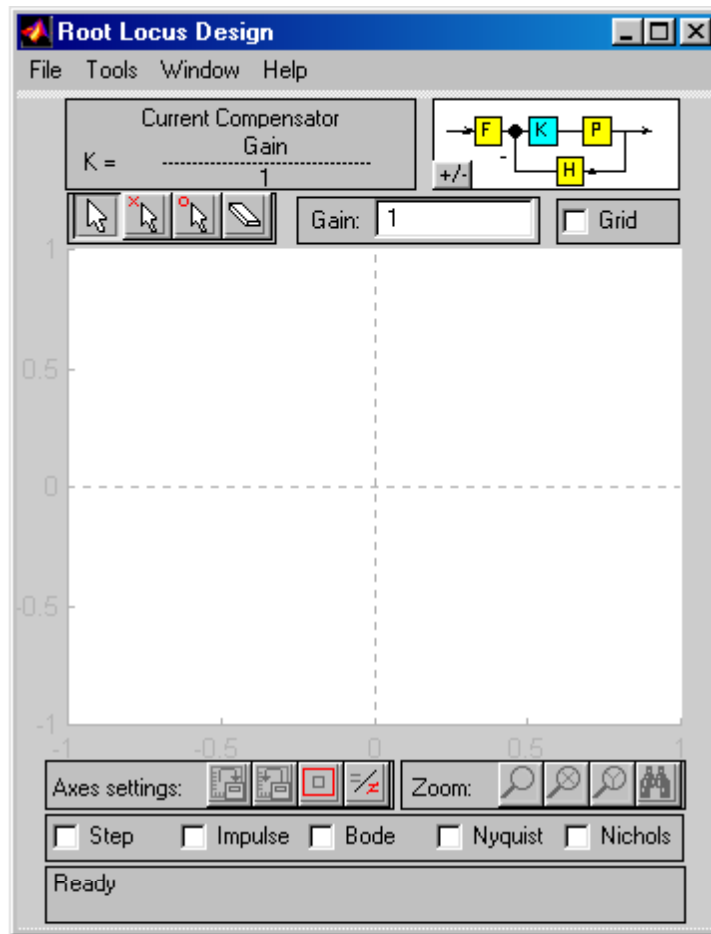 Root Locus Design
File Tools Window Help
Current Compensator
Gain
K = ------------------------------
1
F K P
-
H
+/-
Gain: 1
Grid
1
0.5
0
-0.5
-1
-1 -0.5 0 0.5 1
Axes settings: Zoom:
Step Impulse Bode Nyquist Nichols
Ready